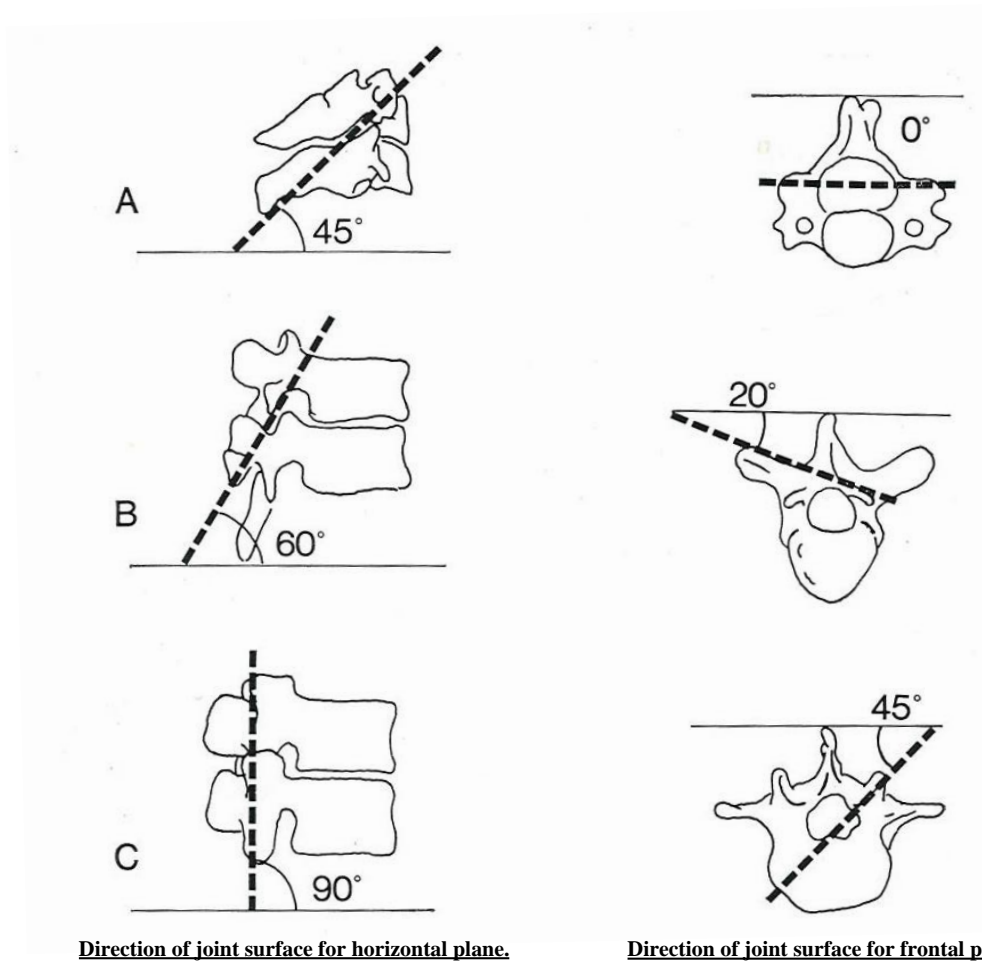 A
45°
0°
B
60°
20°
C
90°
45°
Direction of joint surface for horizontal plane.
Direction of joint surface for frontal p